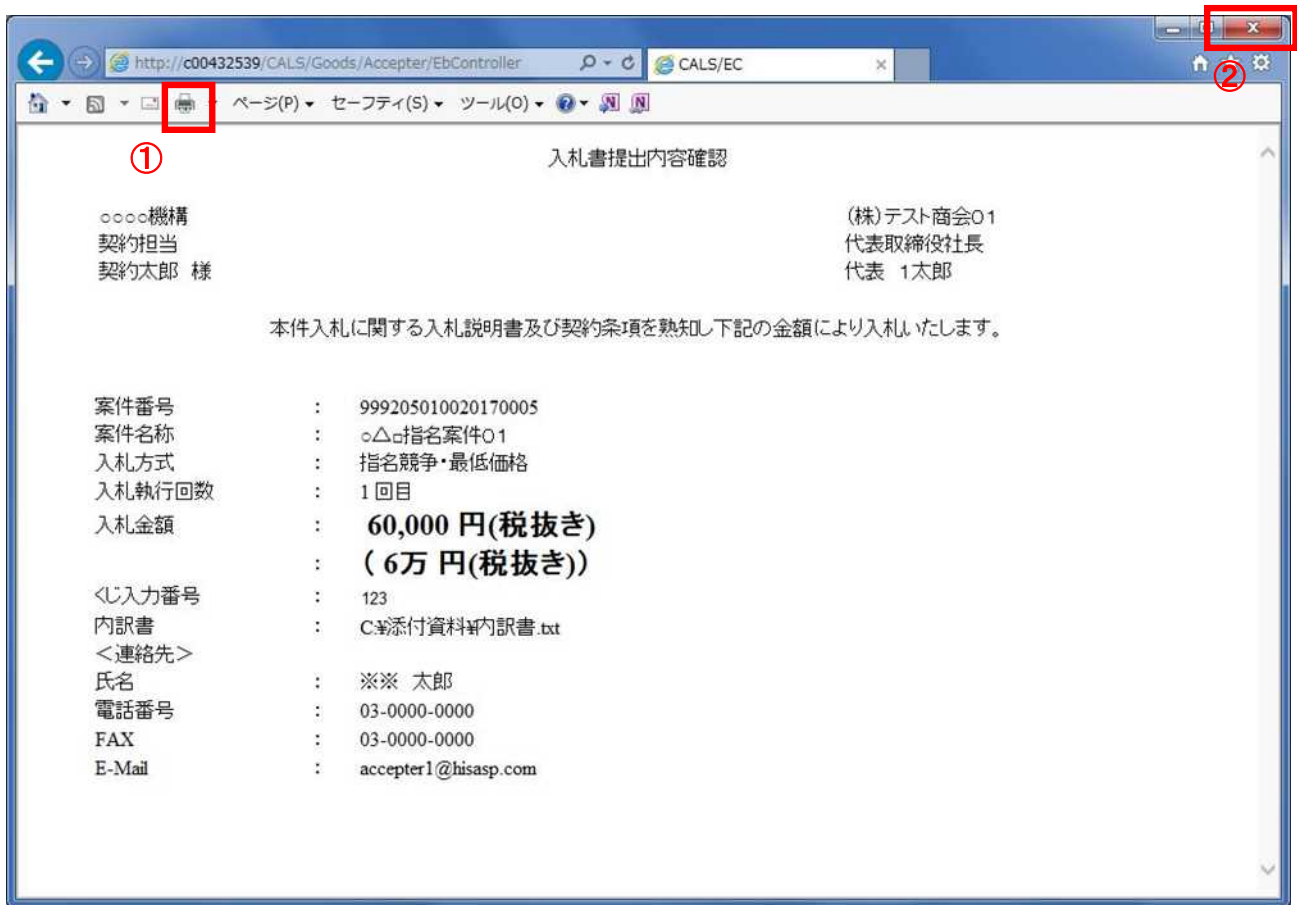 http://c00432539/CALS/Goods/Accepter/EbController
CALS/EC
②
ページ(P) セーフティ(S) ツール(O)
①
入札書提出内容確認
○○○○機構
(株)テスト商会01
契約担当
代表取締役社長
契約太郎 様
代表 1太郎
本件入札に関する入札説明書及び契約条項を熟知し下記の金額により入札いたします。
案件番号 : 999205010020170005
案件名称 : ○△□指名案件01
入札方式 : 指名競争・最低価格
入札執行回数 : 1回目
入札金額 : 60,000 円(税抜き)
: ( 6万 円(税抜き))
くじ入力番号 : 123
内訳書 : C:¥添付資料¥内訳書.txt
<連絡先>
氏名 : ※※ 太郎
電話番号 : 03-0000-0000
FAX : 03-0000-0000
E-Mail : accepter1@hisasp.com